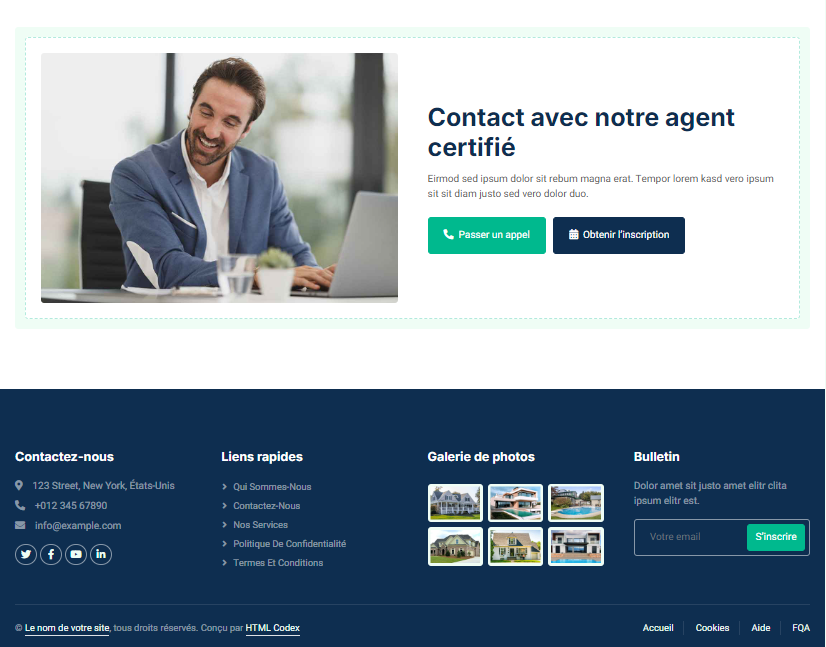 Contact avec notre agent
certifié
Eirmod sed ipsum dolor sit rebum magna erat. Tempor lorem kasd vero ipsum
sit sit diam justo sed vero dolor duo.
Passer un appel
Obtenir l'inscription
Contactez-nous
123 Street, New York, États-Unis
+012 345 67890
info@example.com
Liens rapides
Qui Sommes-Nous
Contactez-Nous
Nos Services
Politique De Confidentialité
Termes Et Conditions
Galerie de photos
Bulletin
Dolor amet sit justo amet elitr clita
ipsum elitr est.
Votre email
S'inscrire
© Le nom de votre site, tous droits réservés. Conçu par HTML Codex
Accueil
Cookies
Aide
FQA